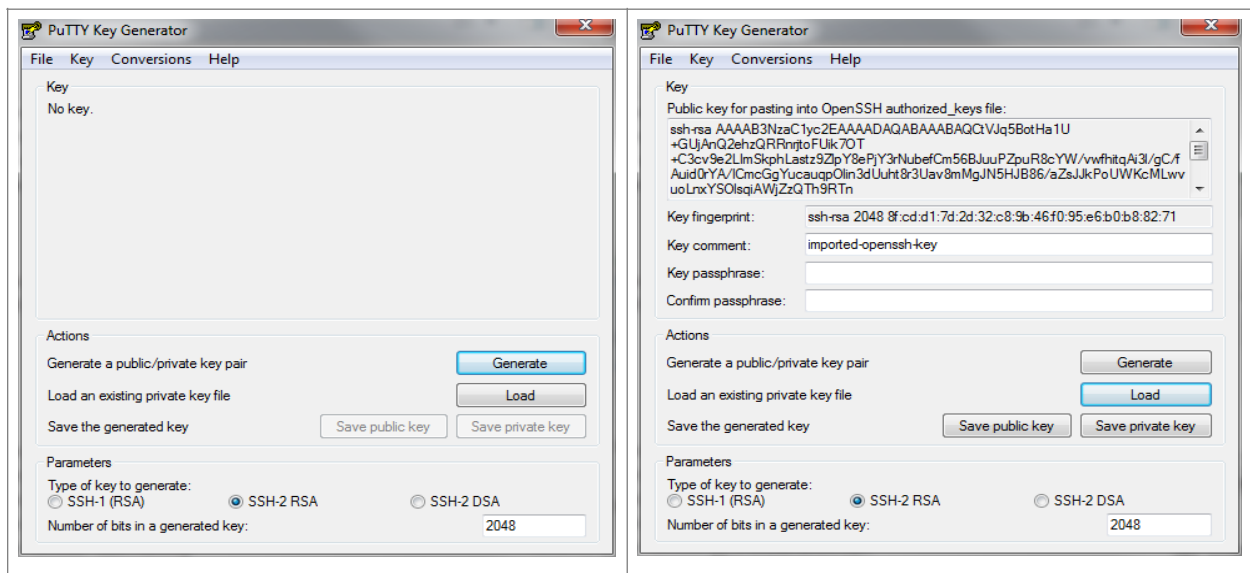 PuTTY Key Generator
File Key Conversions Help
Key
No key.
Actions
Generate a public/private key pair
Generate
Load an existing private key file
Load
Save the generated key
Save public key
Save private key
Parameters
Type of key to generate:
SSH-1 (RSA)
SSH-2 RSA
SSH-2 DSA
Number of bits in a generated key:
2048
PuTTY Key Generator
File Key Conversions Help
Key
Public key for pasting into OpenSSH authorized_keys file:
ssh-rsa AAAAB3NzaC1yc2EAAAADAQABAAABAQCtVJq5BotHa1U
+GUjAnQ2ehzQRRnrjtoFUik7OT
+C3cv9e2LlmSkphLastz9ZlpY8ePjY3rNubefCm56BJuuPZpuR8cYW/vwfhitqAi3l/gC/f
Auid0rYA/lCmcGgYucauqpOlin3dUuht8r3Uav8mMgJN5HJB86/aZsJJkPoUWKcMLwv
uoLnxYSOlsqiAWjZzQTh9RTn
Key fingerprint:
ssh-rsa 2048 8f:cd:d1:7d:2d:32:c8:9b:46:f0:95:e6:b0:b8:82:71
Key comment:
imported-openssh-key
Key passphrase:
Confirm passphrase:
Actions
Generate a public/private key pair
Generate
Load an existing private key file
Load
Save the generated key
Save public key
Save private key
Parameters
Type of key to generate:
SSH-1 (RSA)
SSH-2 RSA
SSH-2 DSA
Number of bits in a generated key:
2048